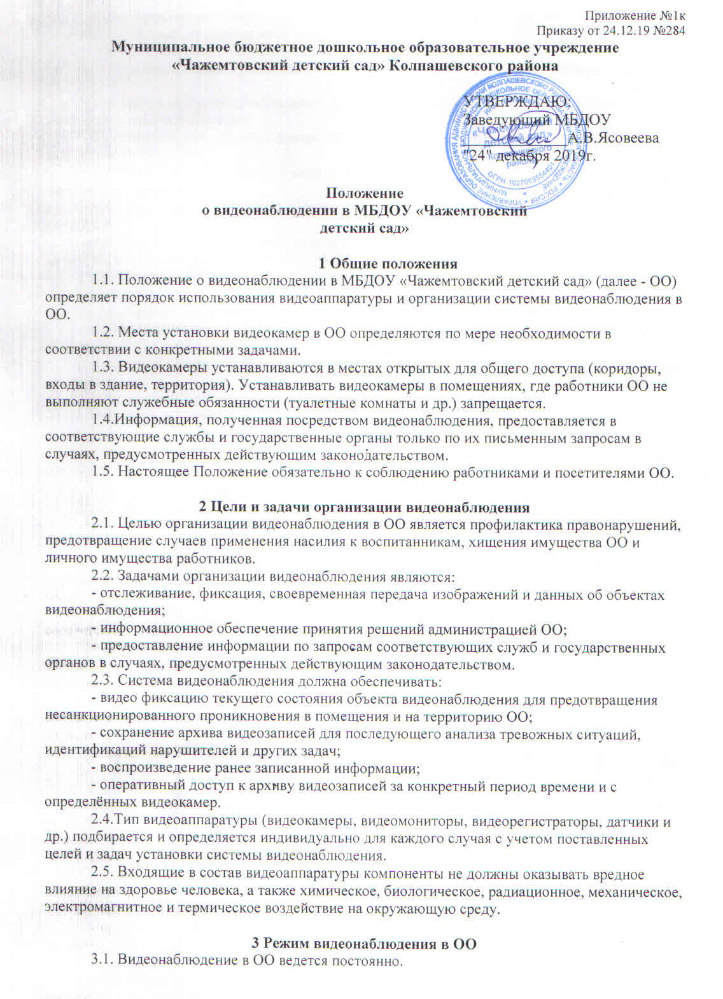 Приложение №1к
Приказу от 24.12.19 №284
Муниципальное бюджетное дошкольное образовательное учреждение
«Чажемтовский детский сад» Колпашевского района
УТВЕРЖДАЮ:
Заведующий МБДОУ
А.В.Ясовеева
"24" декабря 2019г.
«Чажемтовский
детский сад»
Колпашевского
района
ОГРН 1027003554401
Положение
о видеонаблюдении в МБДОУ «Чажемтовский
детский сад»
1 Общие положения
1.1. Положение о видеонаблюдении в МБДОУ «Чажемтовский детский сад» (далее - ОО)
определяет порядок использования видеоаппаратуры и организации системы видеонаблюдения в
ОО.
1.2. Места установки видеокамер в ОО определяются по мере необходимости в
соответствии с конкретными задачами.
1.3. Видеокамеры устанавливаются в местах открытых для общего доступа (коридоры,
входы в здание, территория). Устанавливать видеокамеры в помещениях, где работники ОО не
выполняют служебные обязанности (туалетные комнаты и др.) запрещается.
1.4.Информация, полученная посредством видеонаблюдения, предоставляется в
соответствующие службы и государственные органы только по их письменным запросам в
случаях, предусмотренных действующим законодательством.
1.5. Настоящее Положение обязательно к соблюдению работниками и посетителями ОО.
2 Цели и задачи организации видеонаблюдения
2.1. Целью организации видеонаблюдения в ОО является профилактика правонарушений,
предотвращение случаев применения насилия к воспитанникам, хищения имущества ОО и
личного имущества работников.
2.2. Задачами организации видеонаблюдения являются:
- отслеживание, фиксация, своевременная передача изображений и данных об объектах
видеонаблюдения;
- информационное обеспечение принятия решений администрацией ОО;
- предоставление информации по запросам соответствующих служб и государственных
органов в случаях, предусмотренных действующим законодательством.
2.3. Система видеонаблюдения должна обеспечивать:
- видео фиксацию текущего состояния объекта видеонаблюдения для предотвращения
несанкционированного проникновения в помещения и на территорию ОО;
- сохранение архива видеозаписей для последующего анализа тревожных ситуаций,
идентификаций нарушителей и других задач;
- воспроизведение ранее записанной информации;
- оперативный доступ к архиву видеозаписей за конкретный период времени и с
определённых видеокамер.
2.4.Тип видеоаппаратуры (видеокамеры, видеомониторы, видеорегистраторы, датчики и
др.) подбирается и определяется индивидуально для каждого случая с учетом поставленных
целей и задач установки системы видеонаблюдения.
2.5. Входящие в состав видеоаппаратуры компоненты не должны оказывать вредное
влияние на здоровье человека, а также химическое, биологическое, радиационное, механическое,
электромагнитное и термическое воздействие на окружающую среду.
3 Режим видеонаблюдения в ОО
3.1. Видеонаблюдение в ОО ведется постоянно.